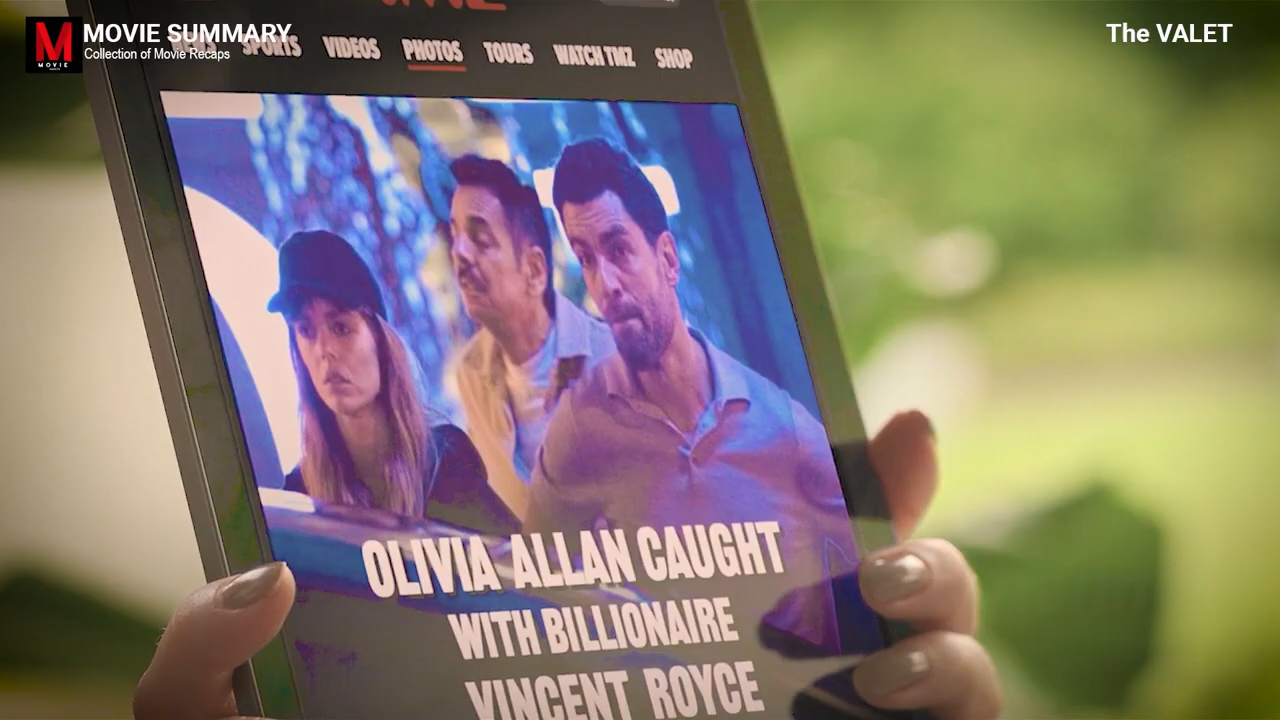 MOVIE SUMMARY
Collection of Movie Recaps
M
MOVIE
The VALET
SPORTS VIDEOS PHOTOS TOURS WATCH TMZ SHOP
OLIVIA ALLAN CAUGHT
WITH BILLIONAIRE
VINCENT ROYCE